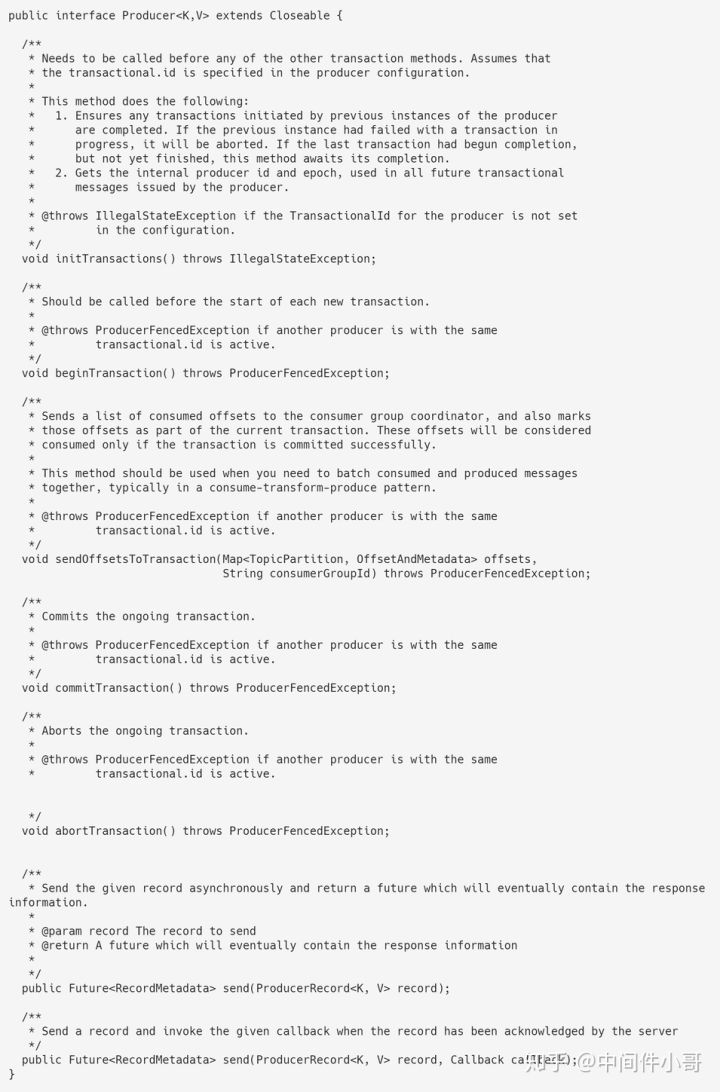 public interface Producer<K,V> extends Closeable {

  /**
   * Needs to be called before any of the other transaction methods. Assumes that
   * the transactional.id is specified in the producer configuration.
   *
   * This method does the following:
   *   1. Ensures any transactions initiated by previous instances of the producer
   *      are completed. If the previous instance had failed with a transaction in
   *      progress, it will be aborted. If the last transaction had begun completion,
   *      but not yet finished, this method awaits its completion.
   *   2. Gets the internal producer id and epoch, used in all future transactional
   *      messages issued by the producer.
   *
   * @throws IllegalStateException if the TransactionalId for the producer is not set
   *         in the configuration.
   */
  void initTransactions() throws IllegalStateException;

  /**
   * Should be called before the start of each new transaction.
   *
   * @throws ProducerFencedException if another producer is with the same
   *         transactional.id is active.
   */
  void beginTransaction() throws ProducerFencedException;

  /**
   * Sends a list of consumed offsets to the consumer group coordinator, and also marks
   * those offsets as part of the current transaction. These offsets will be considered
   * consumed only if the transaction is committed successfully.
   *
   * This method should be used when you need to batch consumed and produced messages
   * together, typically in a consume-transform-produce pattern.
   *
   * @throws ProducerFencedException if another producer is with the same
   *         transactional.id is active.
   */
  void sendOffsetsToTransaction(Map<TopicPartition, OffsetAndMetadata> offsets,
                                String consumerGroupId) throws ProducerFencedException;

  /**
   * Commits the ongoing transaction.
   *
   * @throws ProducerFencedException if another producer is with the same
   *         transactional.id is active.
   */
  void commitTransaction() throws ProducerFencedException;

  /**
   * Aborts the ongoing transaction.
   *
   * @throws ProducerFencedException if another producer is with the same
   *         transactional.id is active.


   */
  void abortTransaction() throws ProducerFencedException;


  /**
   * Send the given record asynchronously and return a future which will eventually contain the response
information.
   *
   * @param record The record to send
   * @return A future which will eventually contain the response information
   *
   */
  public Future<RecordMetadata> send(ProducerRecord<K, V> record);

  /**
   * Send a record and invoke the given callback when the record has been acknowledged by the server
   */
  public Future<RecordMetadata> send(ProducerRecord<K, V> record, Callback callback);
}
知乎 @中间件小哥